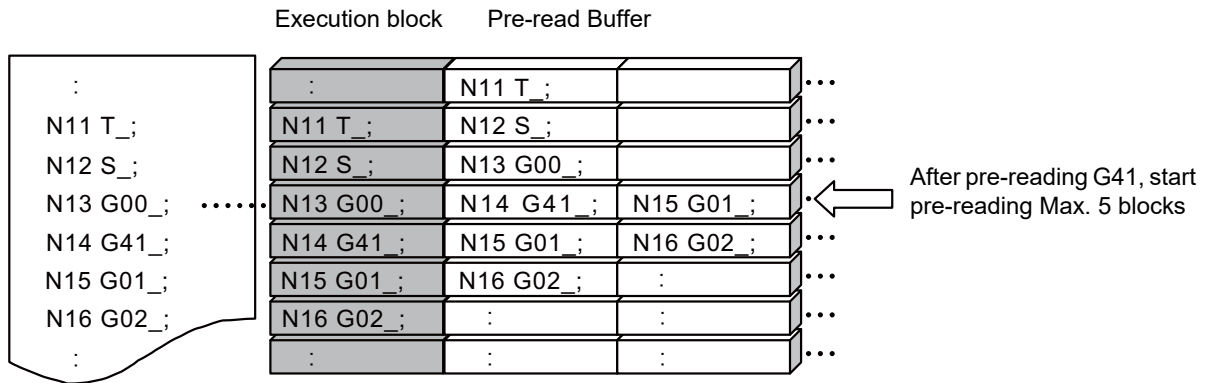 Execution block Pre-read Buffer
:
N11 T_;
N12 S_;
N13 G00_;
N14 G41_;
N15 G01_;
N16 G02_;
:
: N11 T_;
N11 T_; N12 S_;
N12 S_; N13 G00_;
N13 G00_; N14 G41_; N15 G01_;
N14 G41_; N15 G01_; N16 G02_;
N15 G01_; N16 G02_; :
N16 G02_; : :
: : :
After pre-reading G41, start
pre-reading Max. 5 blocks